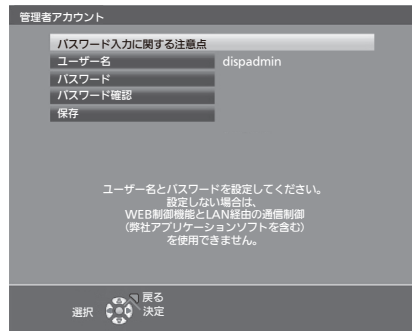 管理者アカウント
パスワード入力に関する注意点
ユーザー名 dispadmin
パスワード
パスワード確認
保存
ユーザー名とパスワードを設定してください。
設定しない場合は、
WEB制御機能とLAN経由の通信制御
（弊社アプリケーションソフトを含む）
を使用できません。
戻る
選択 決定